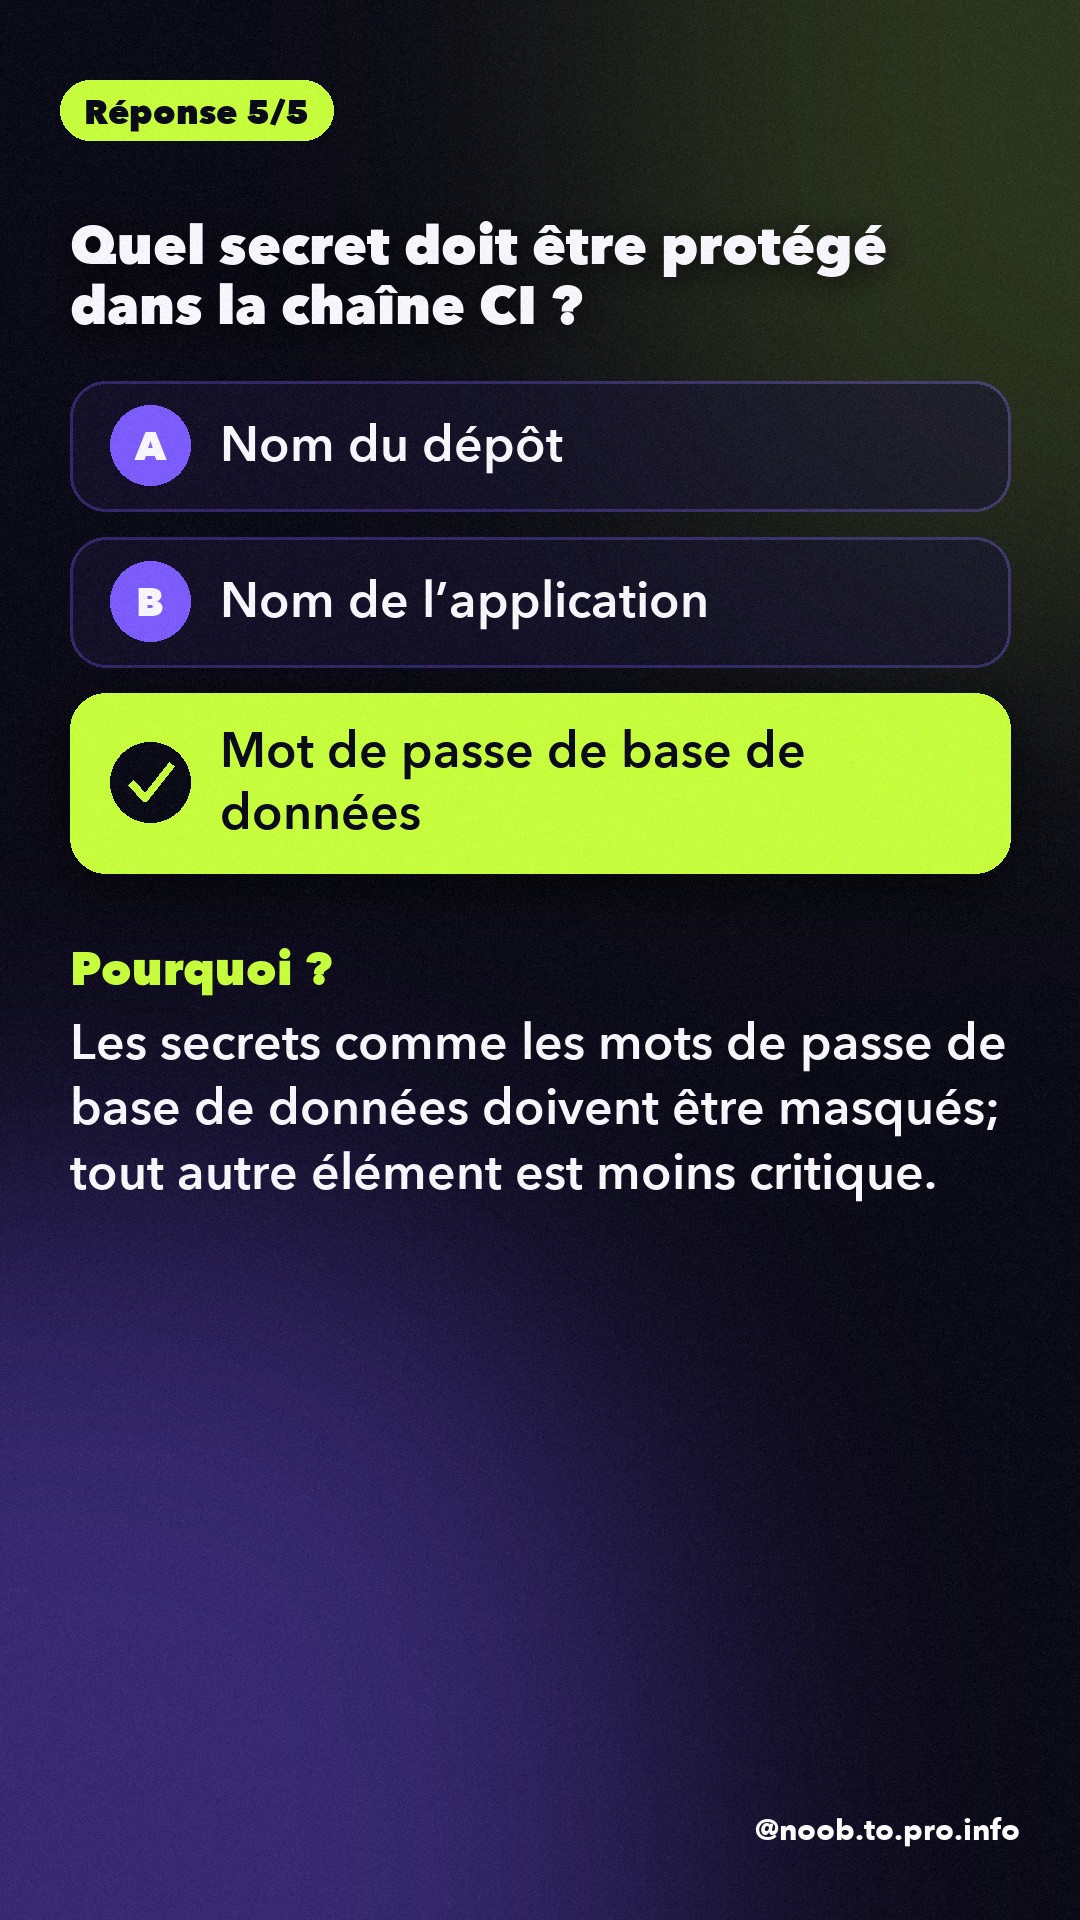 Réponse 5/5
Quel secret doit être protégé
dans la chaîne CI ?
A Nom du dépôt
B Nom de l’application
Mot de passe de base de
données
Pourquoi ?
Les secrets comme les mots de passe de
base de données doivent être masqués;
tout autre élément est moins critique.
@noob.to.pro.info